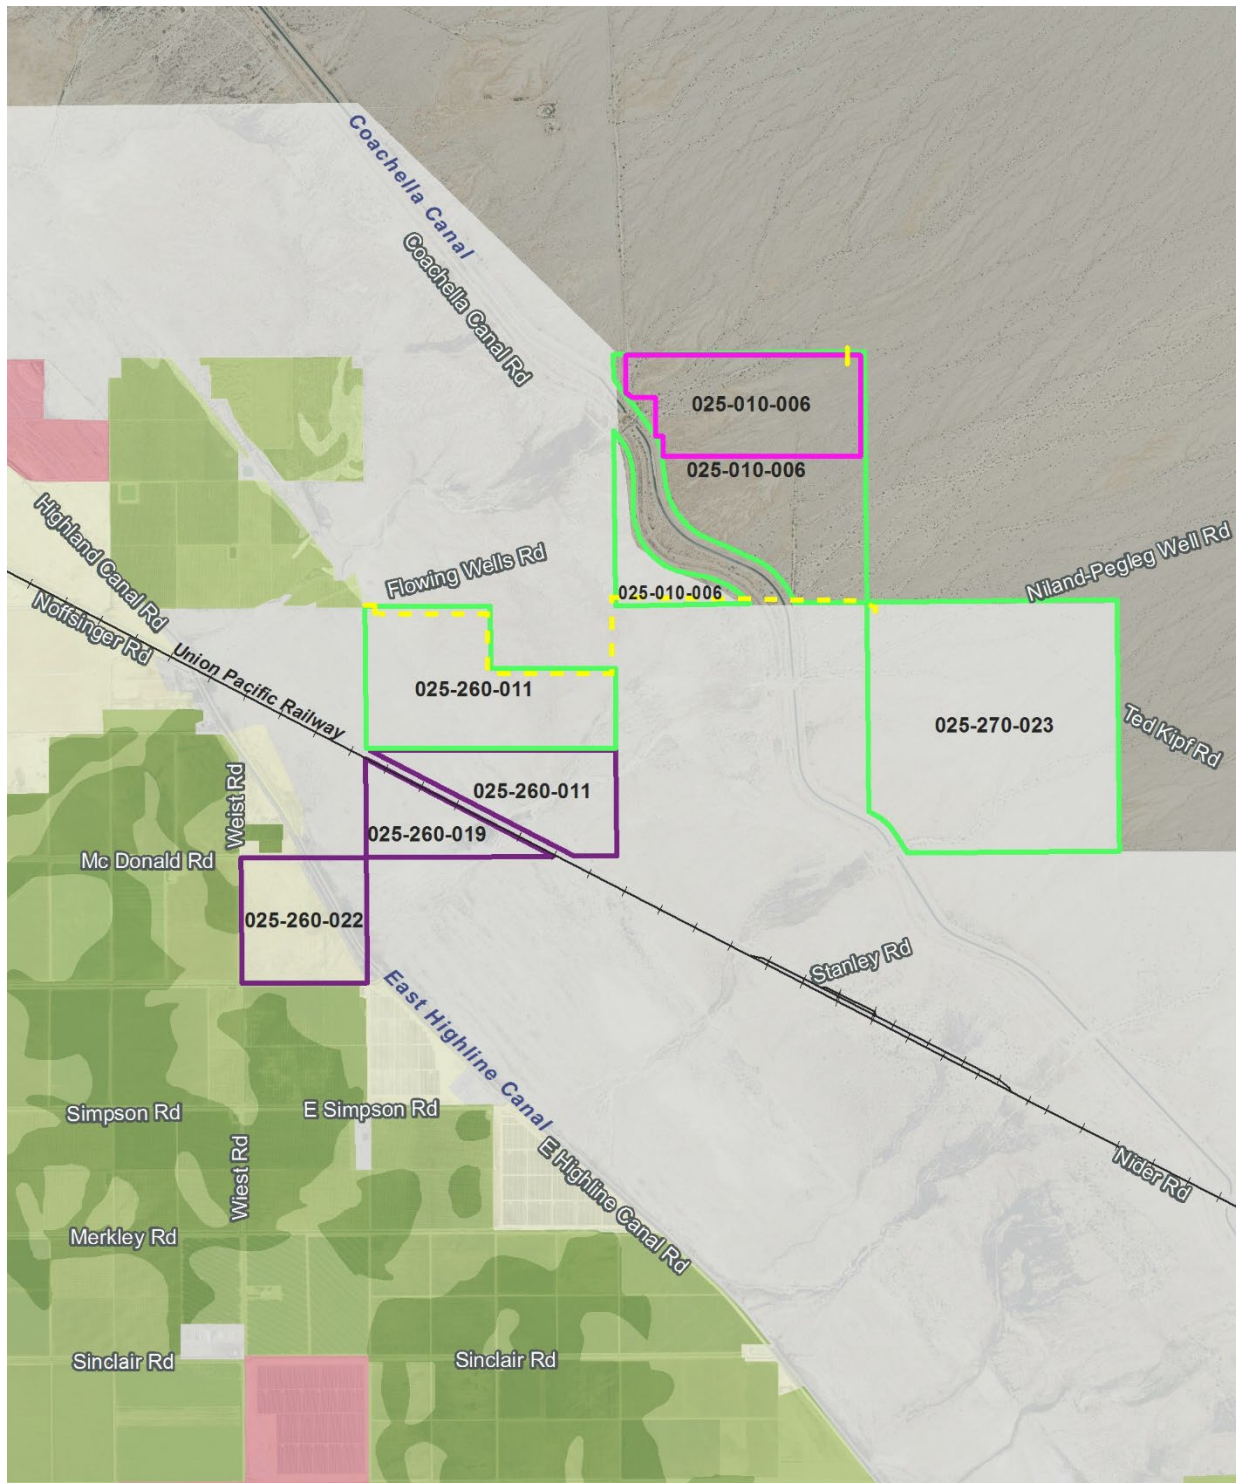 Coachella Canal
Coachella Canal Rd
025-010-006
025-010-006
Highland Canal Rd
Flowing Wells Rd
Niland-Pegleg Well Rd
025-010-006
Noffsinger Rd
Union Pacific Railway
025-260-011
025-270-023
Ted Kipf Rd
Weist Rd
025-260-011
025-260-019
Mc Donald Rd
025-260-022
Stanley Rd
East Highline Canal
Simpson Rd
E Simpson Rd
Wiest Rd
E Highline Canal Rd
Nider Rd
Merkley Rd
Sinclair Rd
Sinclair Rd